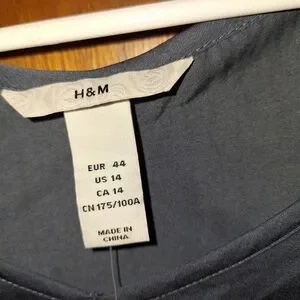 H&M
EUR 44
US 14
CA 14
CN 175/100A
MADE IN
CHINA